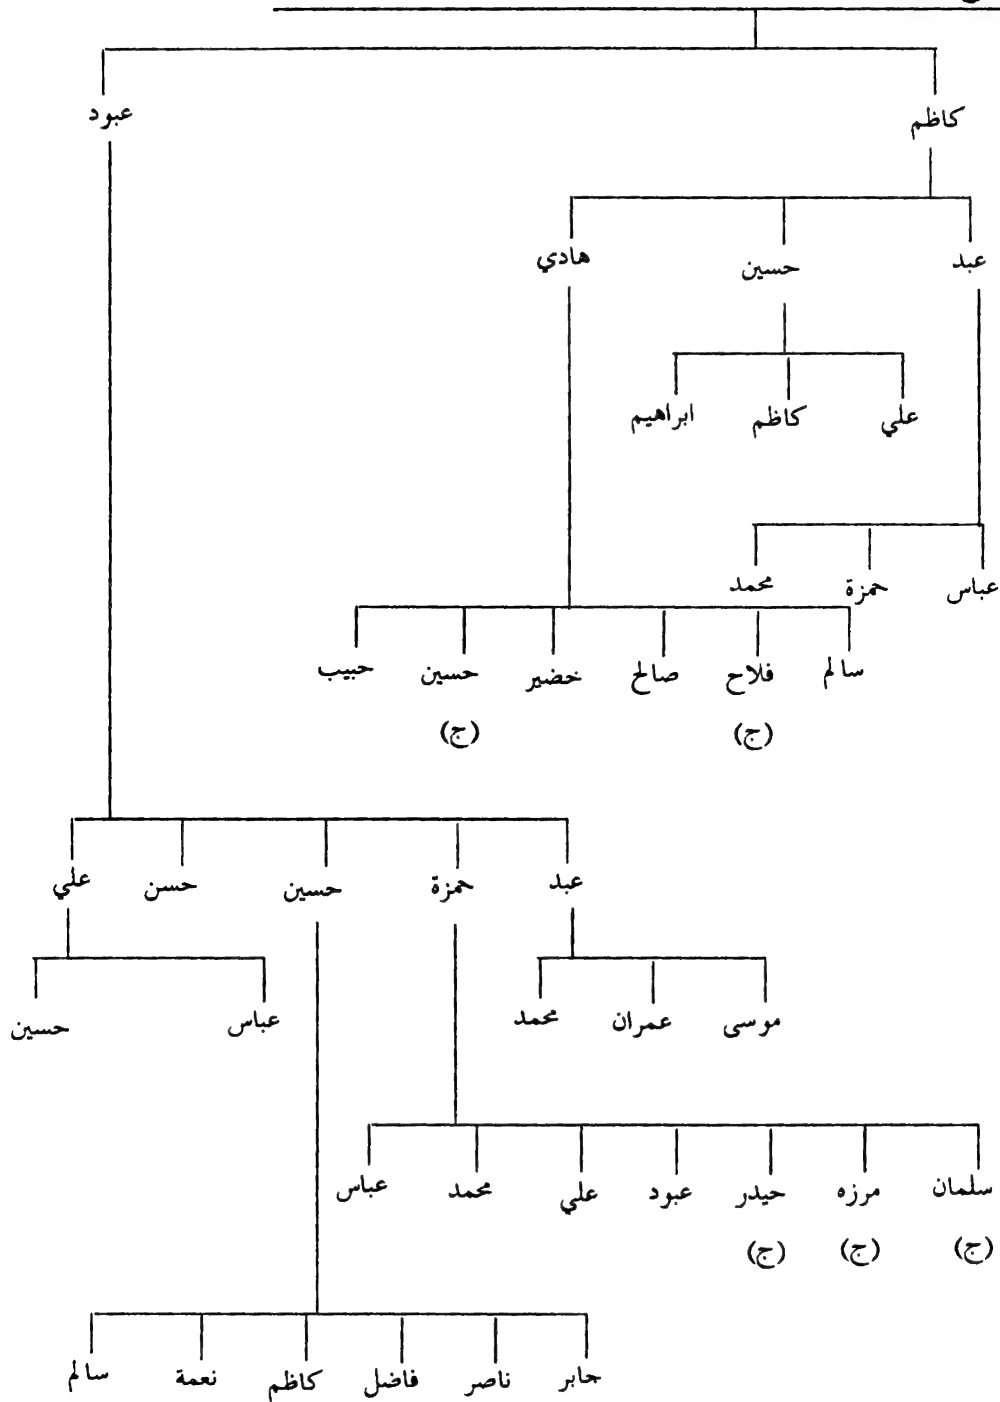 كاظم عبود
عبد حسين هادي
علي كاظم ابراهيم
عباس حمزة محمد
سالم فلاح صالح خضير حسين حبيب
(ج) (ج)
عبد حمزة حسين حسن علي
موسى عمران محمد عباس حسين
سلمان مرزه حيدر عبود علي محمد عباس
(ج) (ج) (ج)
جابر ناصر فاضل كاظم نعمة سالم